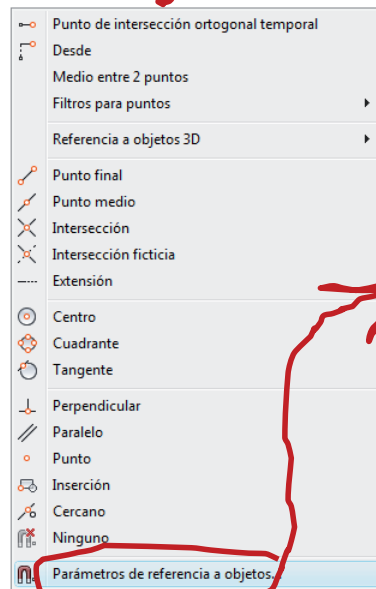 Punto de intersección ortogonal temporal
Desde
Medio entre 2 puntos
Filtros para puntos
Referencia a objetos 3D
Punto final
Punto medio
Intersección
Intersección ficticia
Extensión
Centro
Cuadrante
Tangente
Perpendicular
Paralelo
Punto
Inserción
Cercano
Ninguno
Parámetros de referencia a objetos...